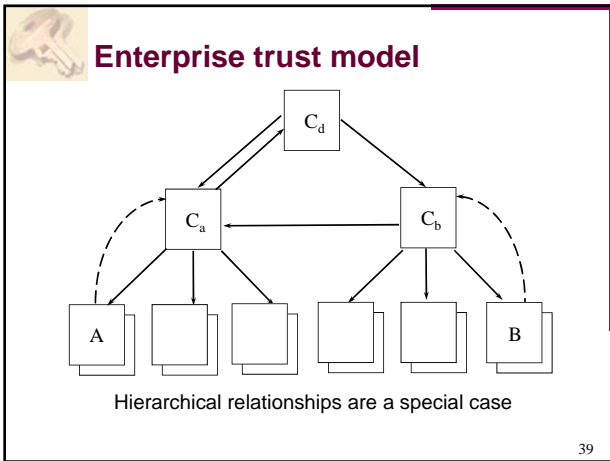 Enterprise trust model
Cd
Ca
Cb
A
B
Hierarchical relationships are a special case
39